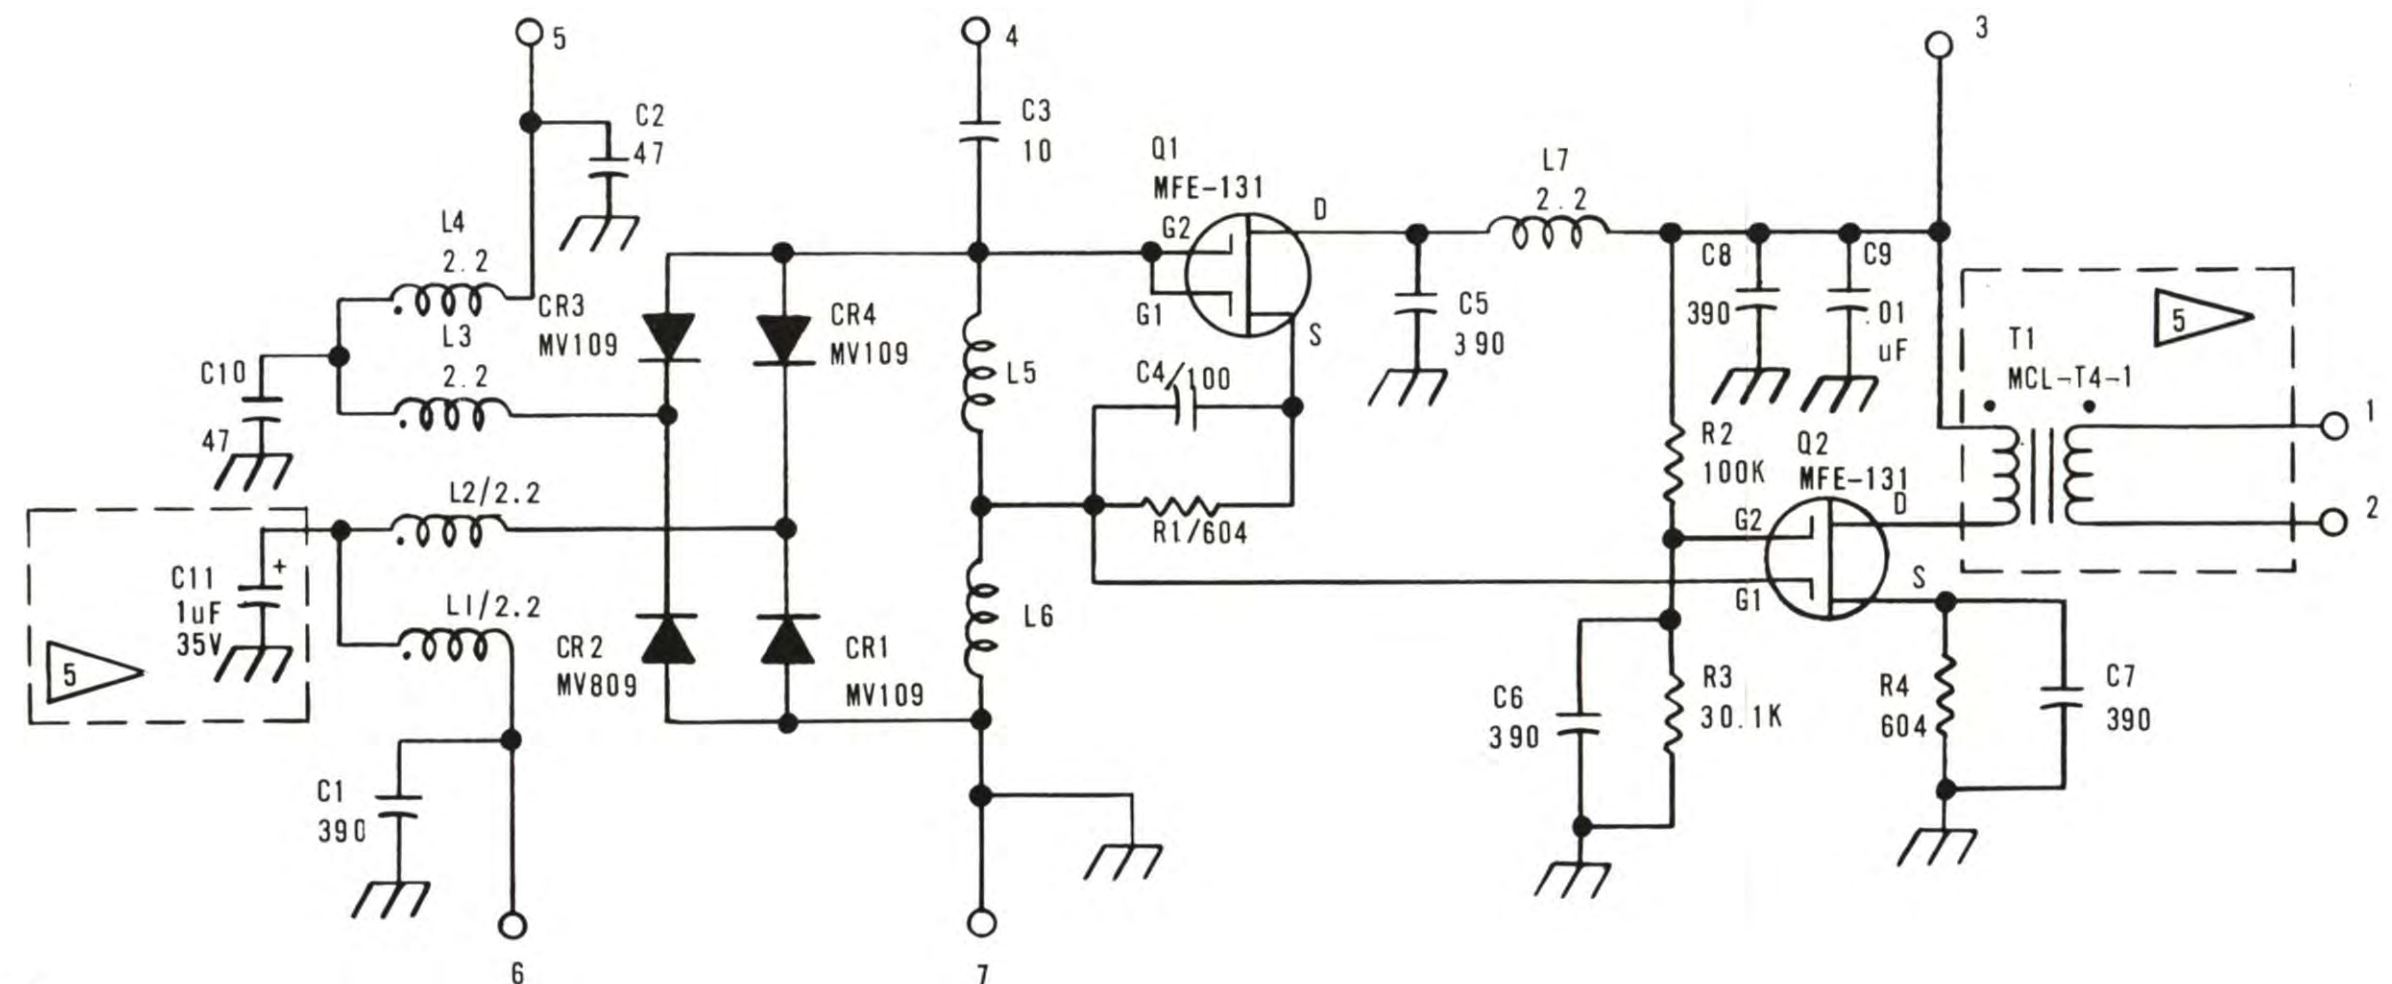 5
4
3
C2
47
C3
10
Q1
MFE-131
G2
G1
D
S
L7
2.2
L4
2.2
L3
2.2
CR3
MV109
CR4
MV109
L5
C4/100
R1/604
C5
390
C8
390
C9
.01
uF
T1
MCL-T4-1
5
1
2
C10
47
R2
100K
Q2
MFE-131
D
G2
G1
S
L2/2.2
L1/2.2
C11
+
1uF
35V
5
CR2
MV809
CR1
MV109
L6
C6
390
R3
30.1K
R4
604
C7
390
C1
390
6
7